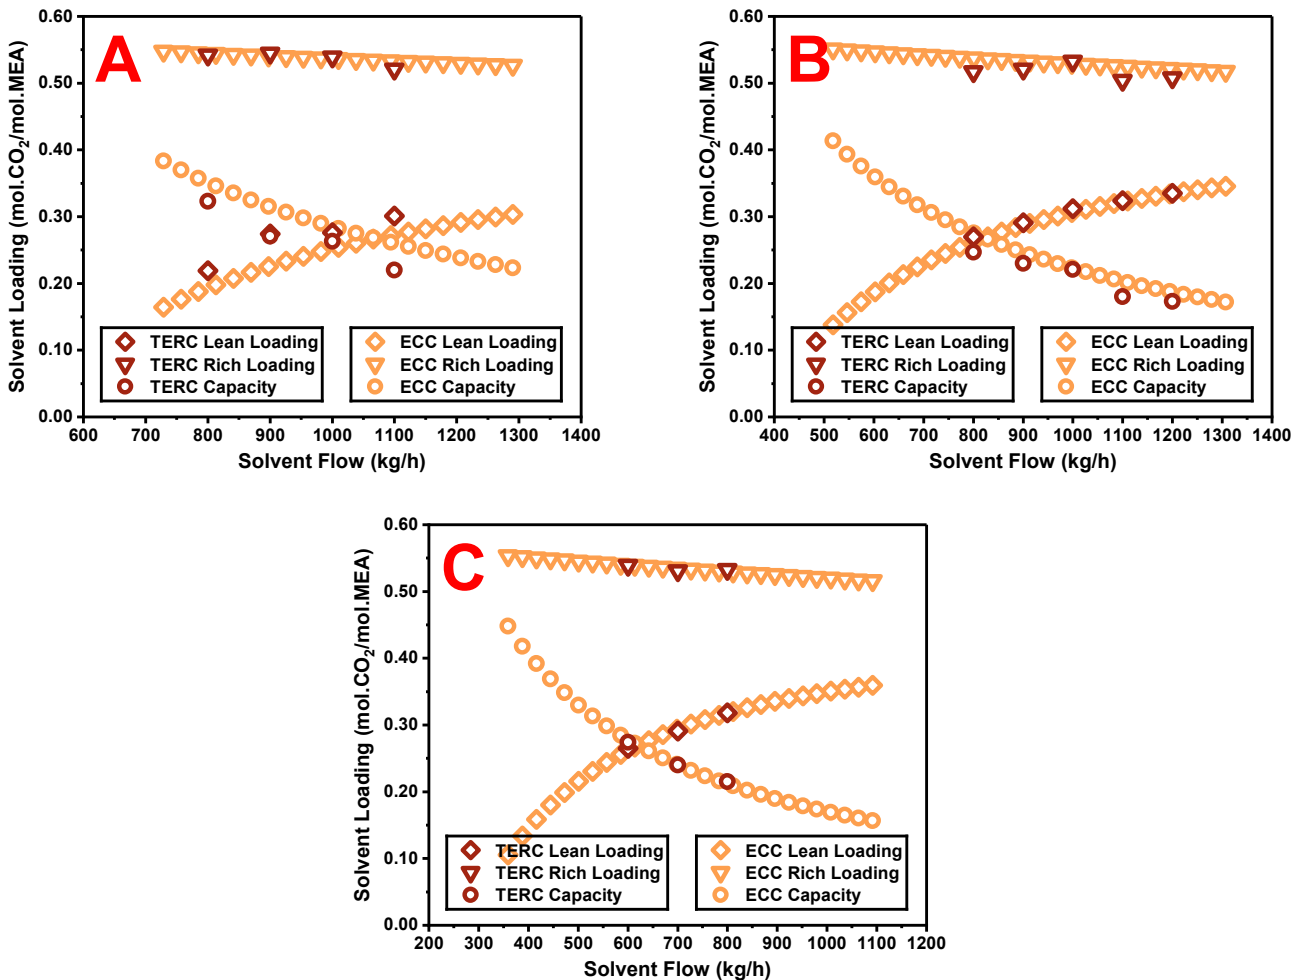 A
Solvent Loading (mol.CO2/mol.MEA)
0.60
0.50
0.40
0.30
0.20
0.10
0.00
TERC Lean Loading
TERC Rich Loading
TERC Capacity
ECC Lean Loading
ECC Rich Loading
ECC Capacity
600 700 800 900 1000 1100 1200 1300 1400
Solvent Flow (kg/h)
B
Solvent Loading (mol.CO2/mol.MEA)
0.60
0.50
0.40
0.30
0.20
0.10
0.00
TERC Lean Loading
TERC Rich Loading
TERC Capacity
ECC Lean Loading
ECC Rich Loading
ECC Capacity
400 500 600 700 800 900 1000 1100 1200 1300 1400
Solvent Flow (kg/h)
C
Solvent Loading (mol.CO2/mol.MEA)
0.60
0.50
0.40
0.30
0.20
0.10
0.00
TERC Lean Loading
TERC Rich Loading
TERC Capacity
ECC Lean Loading
ECC Rich Loading
ECC Capacity
200 300 400 500 600 700 800 900 1000 1100 1200
Solvent Flow (kg/h)